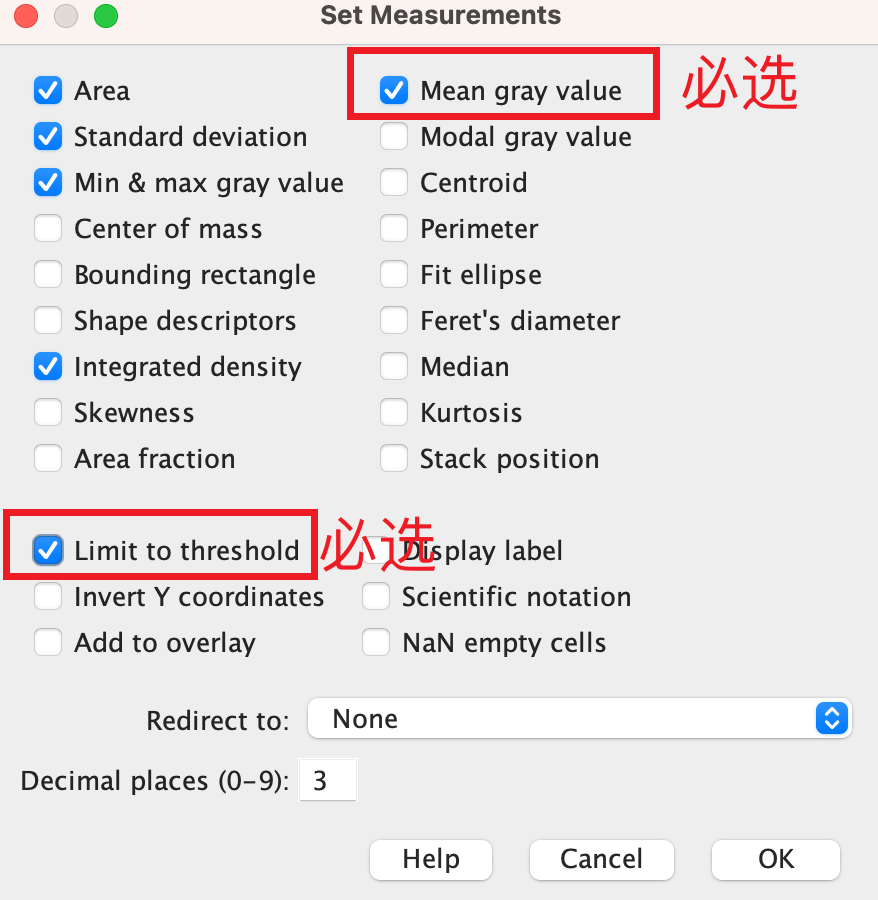 Set Measurements
Area
Mean gray value 必选
Standard deviation
Modal gray value
Min & max gray value
Centroid
Center of mass
Perimeter
Bounding rectangle
Fit ellipse
Shape descriptors
Feret's diameter
Integrated density
Median
Skewness
Kurtosis
Area fraction
Stack position
Limit to threshold 必选
Display label
Invert Y coordinates
Scientific notation
Add to overlay
NaN empty cells
Redirect to: None
Decimal places (0-9): 3
Help
Cancel
OK